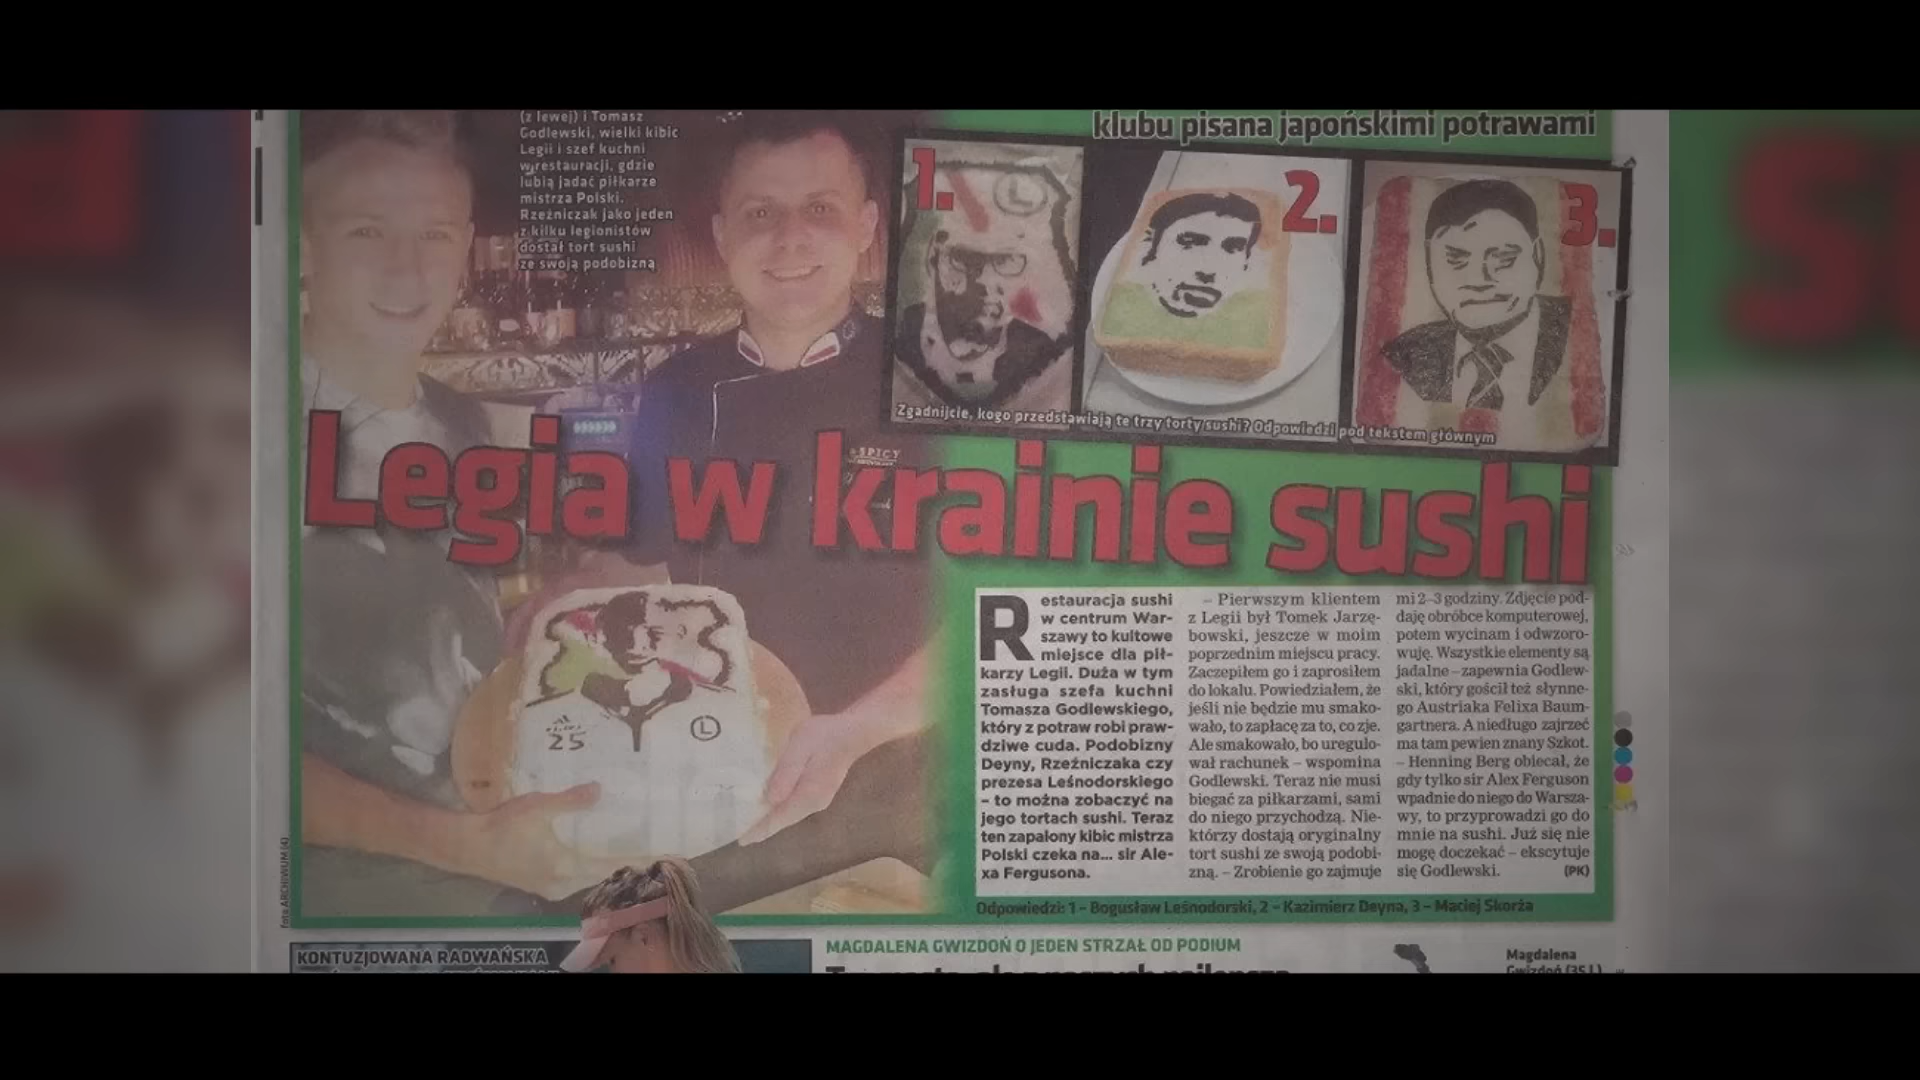 (z lewej) i Tomasz
Godlewski, wielki kibic
Legii i szef kuchni
w restauracji, gdzie
lubią jadać piłkarze
mistrza Polski.
Rzeźniczak jako jeden
z kilku legionistów
dostał tort sushi
ze swoją podobizną
klubu pisana japońskimi potrawami
1.
2.
3.
Zgadnijcie, kogo przedstawiają te trzy torty sushi? Odpowiedzi pod tekstem głównym
SPICY
Legia w krainie sushi
25
L
Restauracja sushi
w centrum War-
szawy to kultowe
miejsce dla pił-
karzy Legii. Duża w tym
zasługa szefa kuchni
Tomasza Godlewskiego,
który z potraw robi praw-
dziwe cuda. Podobizny
Deyny, Rzeźniczaka czy
prezesa Leśnodorskiego
– to można zobaczyć na
jego tortach sushi. Teraz
ten zapalony kibic mistrza
Polski czeka na... sir Ale-
xa Fergusona.
– Pierwszym klientem
z Legii był Tomek Jarzę-
bowski, jeszcze w moim
poprzednim miejscu pracy.
Zaczepiłem go i zaprosiłem
do lokalu. Powiedziałem, że
jeśli nie będzie mu smako-
wało, to zapłacę za to, co zje.
Ale smakowało, bo uregulo-
wał rachunek – wspomina
Godlewski. Teraz nie musi
biegać za piłkarzami, sami
do niego przychodzą. Nie-
którzy dostają oryginalny
tort sushi ze swoją podobi-
zną. – Zrobienie go zajmuje
mi 2–3 godziny. Zdjęcie pod-
daję obróbce komputerowej,
potem wycinam i odwzoro-
wuję. Wszystkie elementy są
jadalne – zapewnia Godlew-
ski, który gościł też słynne-
go Austriaka Felixa Baum-
gartnera. A niedługo zajrzeć
ma tam pewien znany Szkot.
– Henning Berg obiecał, że
gdy tylko sir Alex Ferguson
wpadnie do niego do Warsza-
wy, to przyprowadzi go do
mnie na sushi. Już się nie
mogę doczekać – ekscytuje
się Godlewski. (PK)
Odpowiedzi: 1 – Bogusław Leśnodorski, 2 – Kazimierz Deyna, 3 – Maciej Skorża
foto ARCHIWUM (4)
KONTUZJOWANA RADWAŃSKA
MAGDALENA GWIZDOŃ O JEDEN STRZAŁ OD PODIUM
Magdalena
Gwizdoń (35 l.)